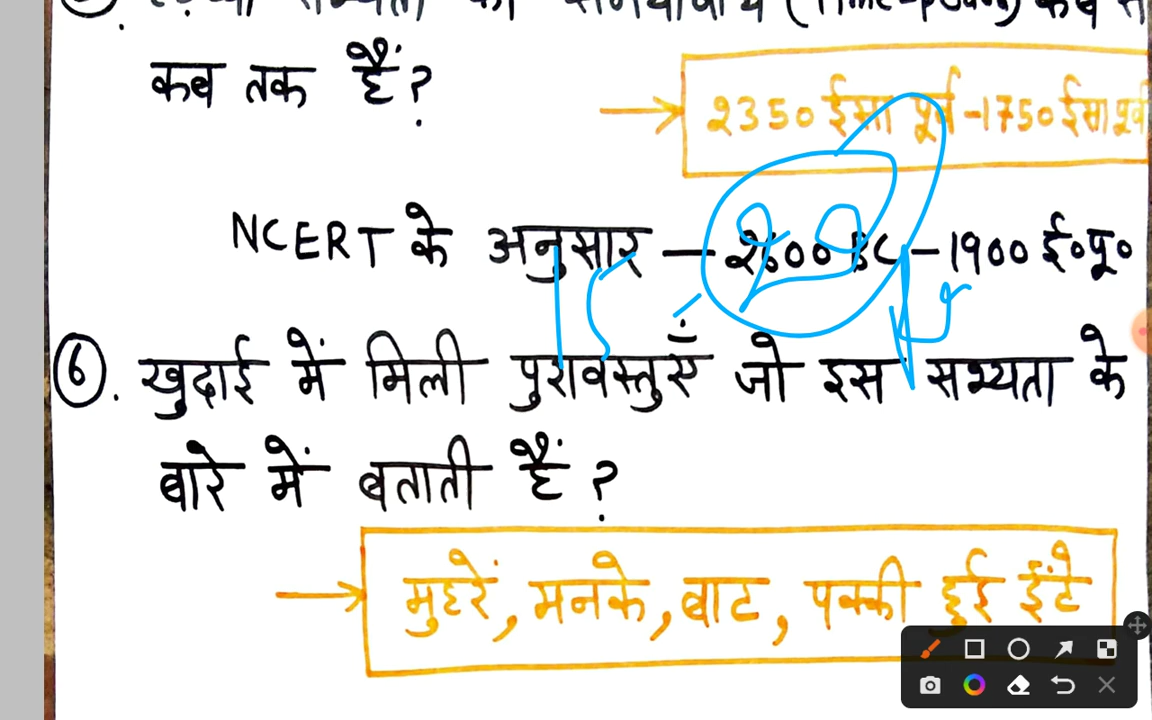 कब तक है?
→ 2350 ईसा पूर्व -1750 ईसा पूर्व
NCERT के अनुसार — 2600 BC - 1900 ई०पू०
⑥. खुदाई में मिली पुरावस्तुएँ जो इस सभ्यता के
बारे में बताती हैं?
→ मुहरें, मनके, बाट, पक्की हुई ईंटे